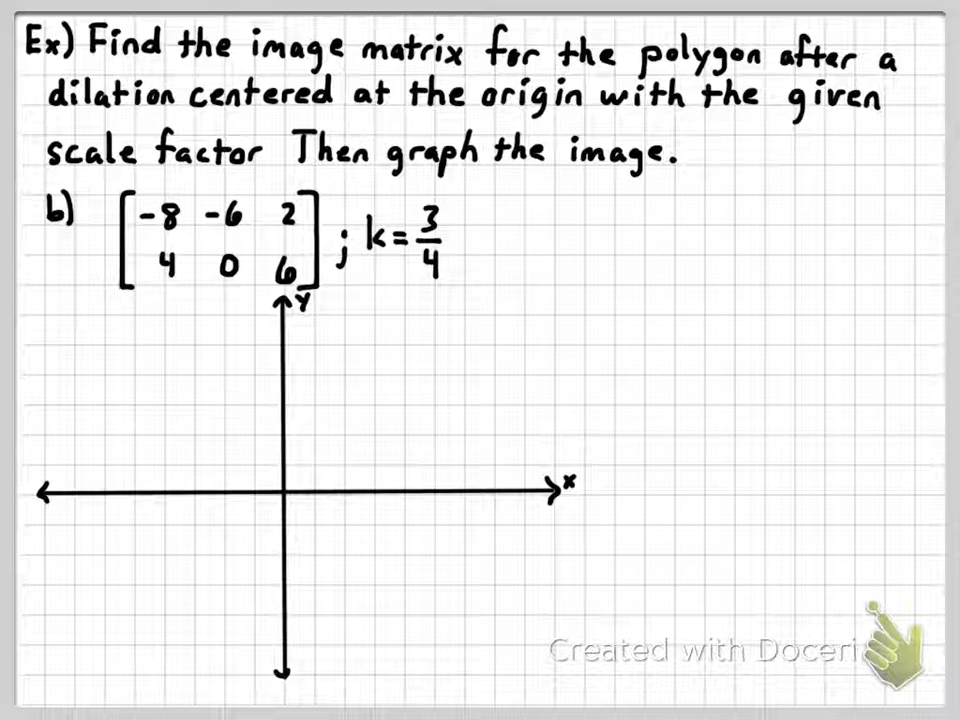 Ex) Find the image matrix for the polygon after a
dilation centered at the origin with the given
scale factor Then graph the image.
b) [-8 -6 2
4 0 6] ; k = 3/4
y
x
Created with Doceri